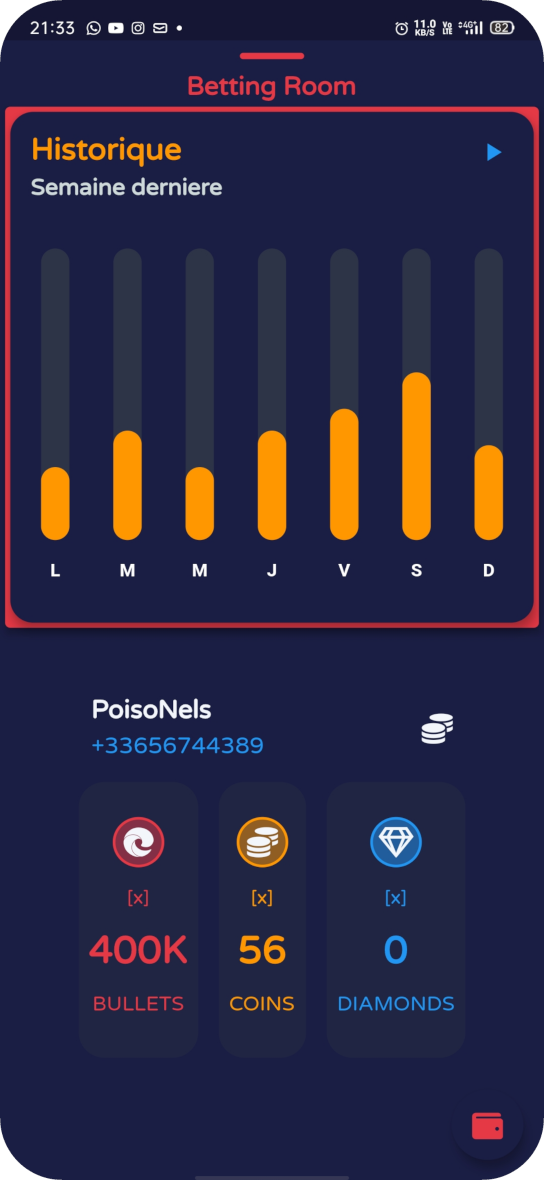 21:33
11.0 KB/S Vo LTE 4G+ 82
Betting Room
Historique
Semaine derniere
L M M J V S D
PoisoNels
+33656744389
[x] [x] [x]
400K 56 0
BULLETS COINS DIAMONDS